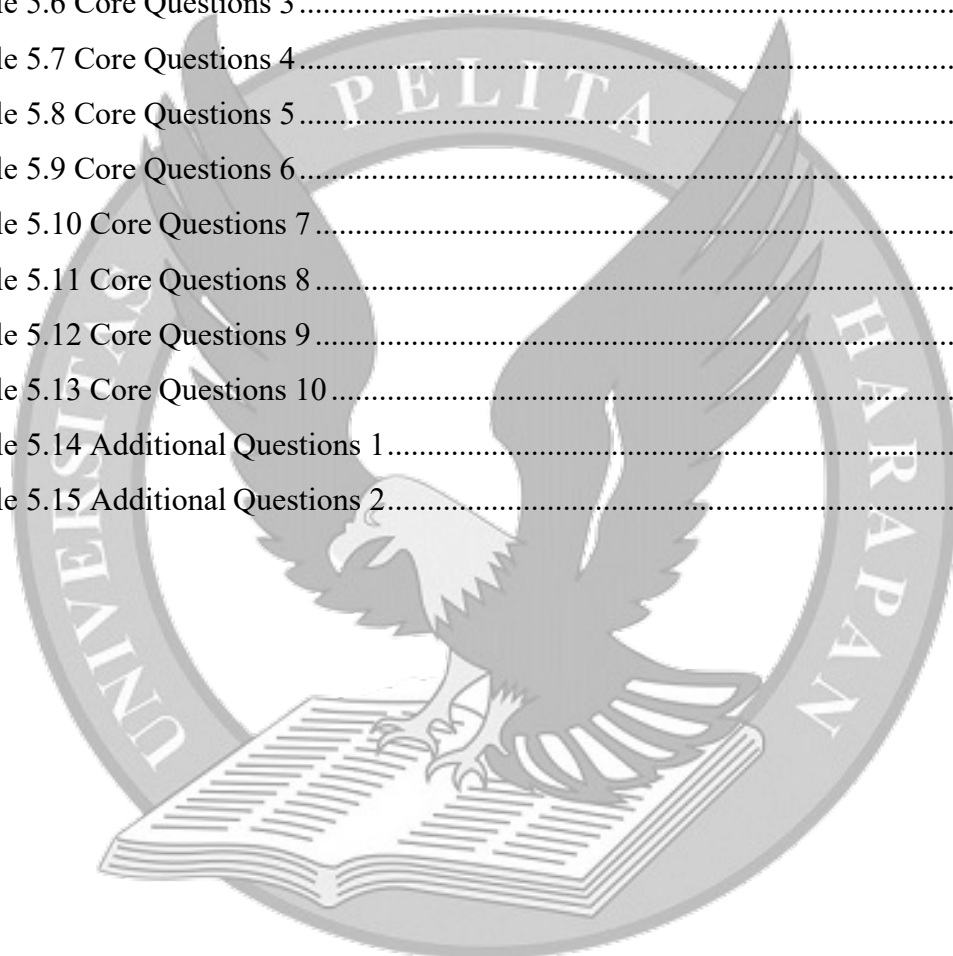 le 5.6 Core Questions 3
le 5.7 Core Questions 4
le 5.8 Core Questions 5
le 5.9 Core Questions 6
le 5.10 Core Questions 7
le 5.11 Core Questions 8
le 5.12 Core Questions 9
le 5.13 Core Questions 10
le 5.14 Additional Questions 1
le 5.15 Additional Questions 2
UNIVERSITAS PELITA HARAPAN